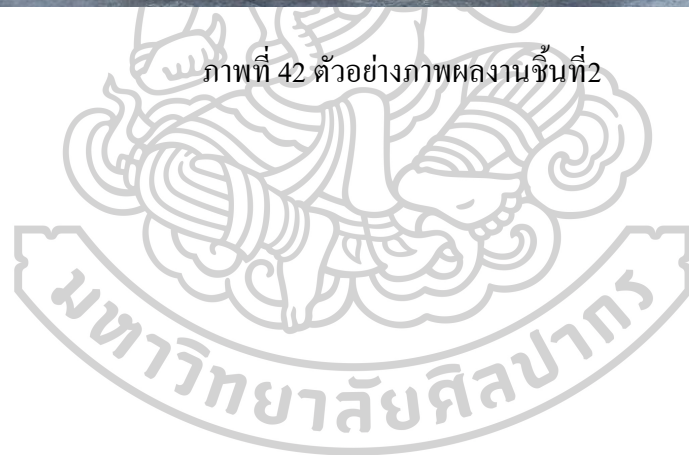 ภาพที่ 42 ตัวอย่างภาพผลงานชิ้นที่2
มหาวิทยาลัยศิลปากร